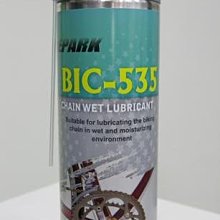 PARK
BIC-535
CHAIN WET LUBRICANT
Suitable for lubricating the biking
chain in wet and moisturizing
environment